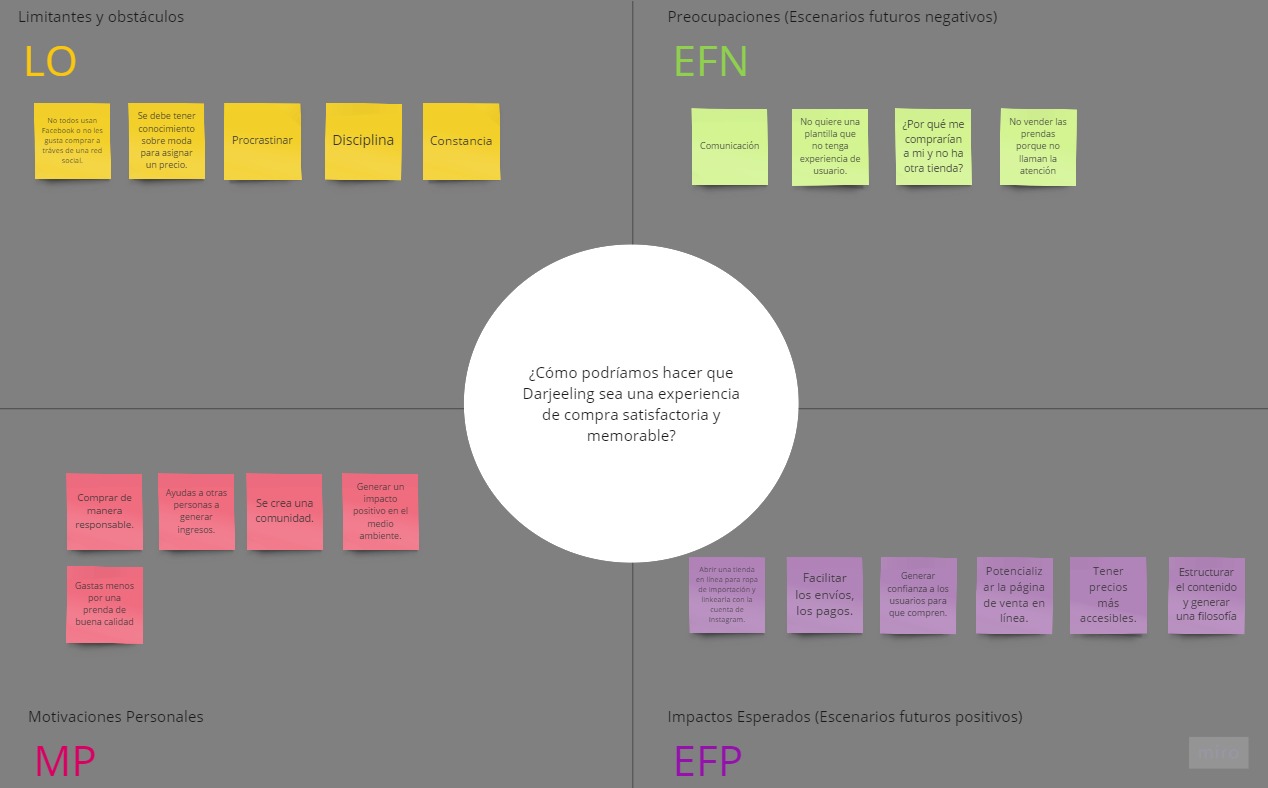 Limitantes y obstáculos
LO
No todos usan
Facebook o no les
gusta comprar a
tráves de una red
social.
Se debe tener
conocimiento
sobre moda
para asignar
un precio.
Procrastinar
Disciplina
Constancia
Preocupaciones (Escenarios futuros negativos)
EFN
Comunicación
No quiere una
plantilla que
no tenga
experiencia de
usuario.
¿Por qué me
comprarían
a mi y no ha
otra tienda?
No vender las
prendas
porque no
llaman la
atención
¿Cómo podríamos hacer que
Darjeeling sea una experiencia
de compra satisfactoria y
memorable?
Comprar de
manera
responsable.
Ayudas a otras
personas a
generar
ingresos.
Se crea una
comunidad.
Generar un
impacto
positivo en el
medio
ambiente.
Gastas menos
por una
prenda de
buena calidad
Motivaciones Personales
MP
Abrir una tienda
en línea para ropa
de importación y
linkearla con la
cuenta de
Instagram.
Facilitar
los envíos,
los pagos.
Generar
confianza a los
usuarios para
que compren.
Potencializ
ar la página
de venta en
línea.
Tener
precios
más
accesibles.
Estructurar
el contenido
y generar
una filosofía
Impactos Esperados (Escenarios futuros positivos)
EFP
miro